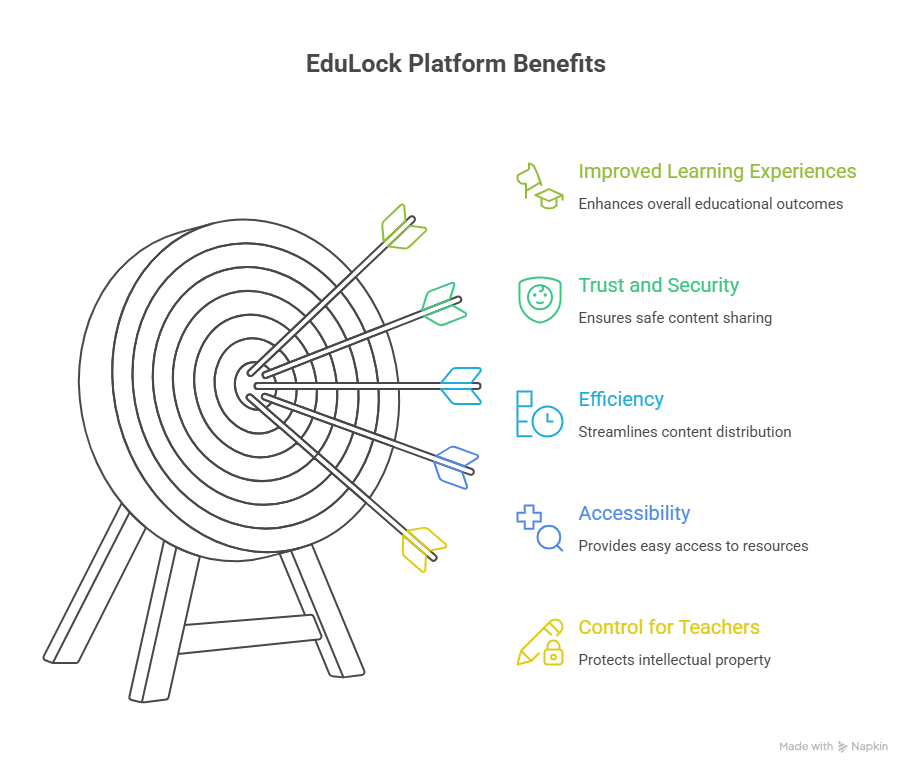 EduLock Platform Benefits
Improved Learning Experiences
Enhances overall educational outcomes
Trust and Security
Ensures safe content sharing
Efficiency
Streamlines content distribution
Accessibility
Provides easy access to resources
Control for Teachers
Protects intellectual property
Made with Napkin